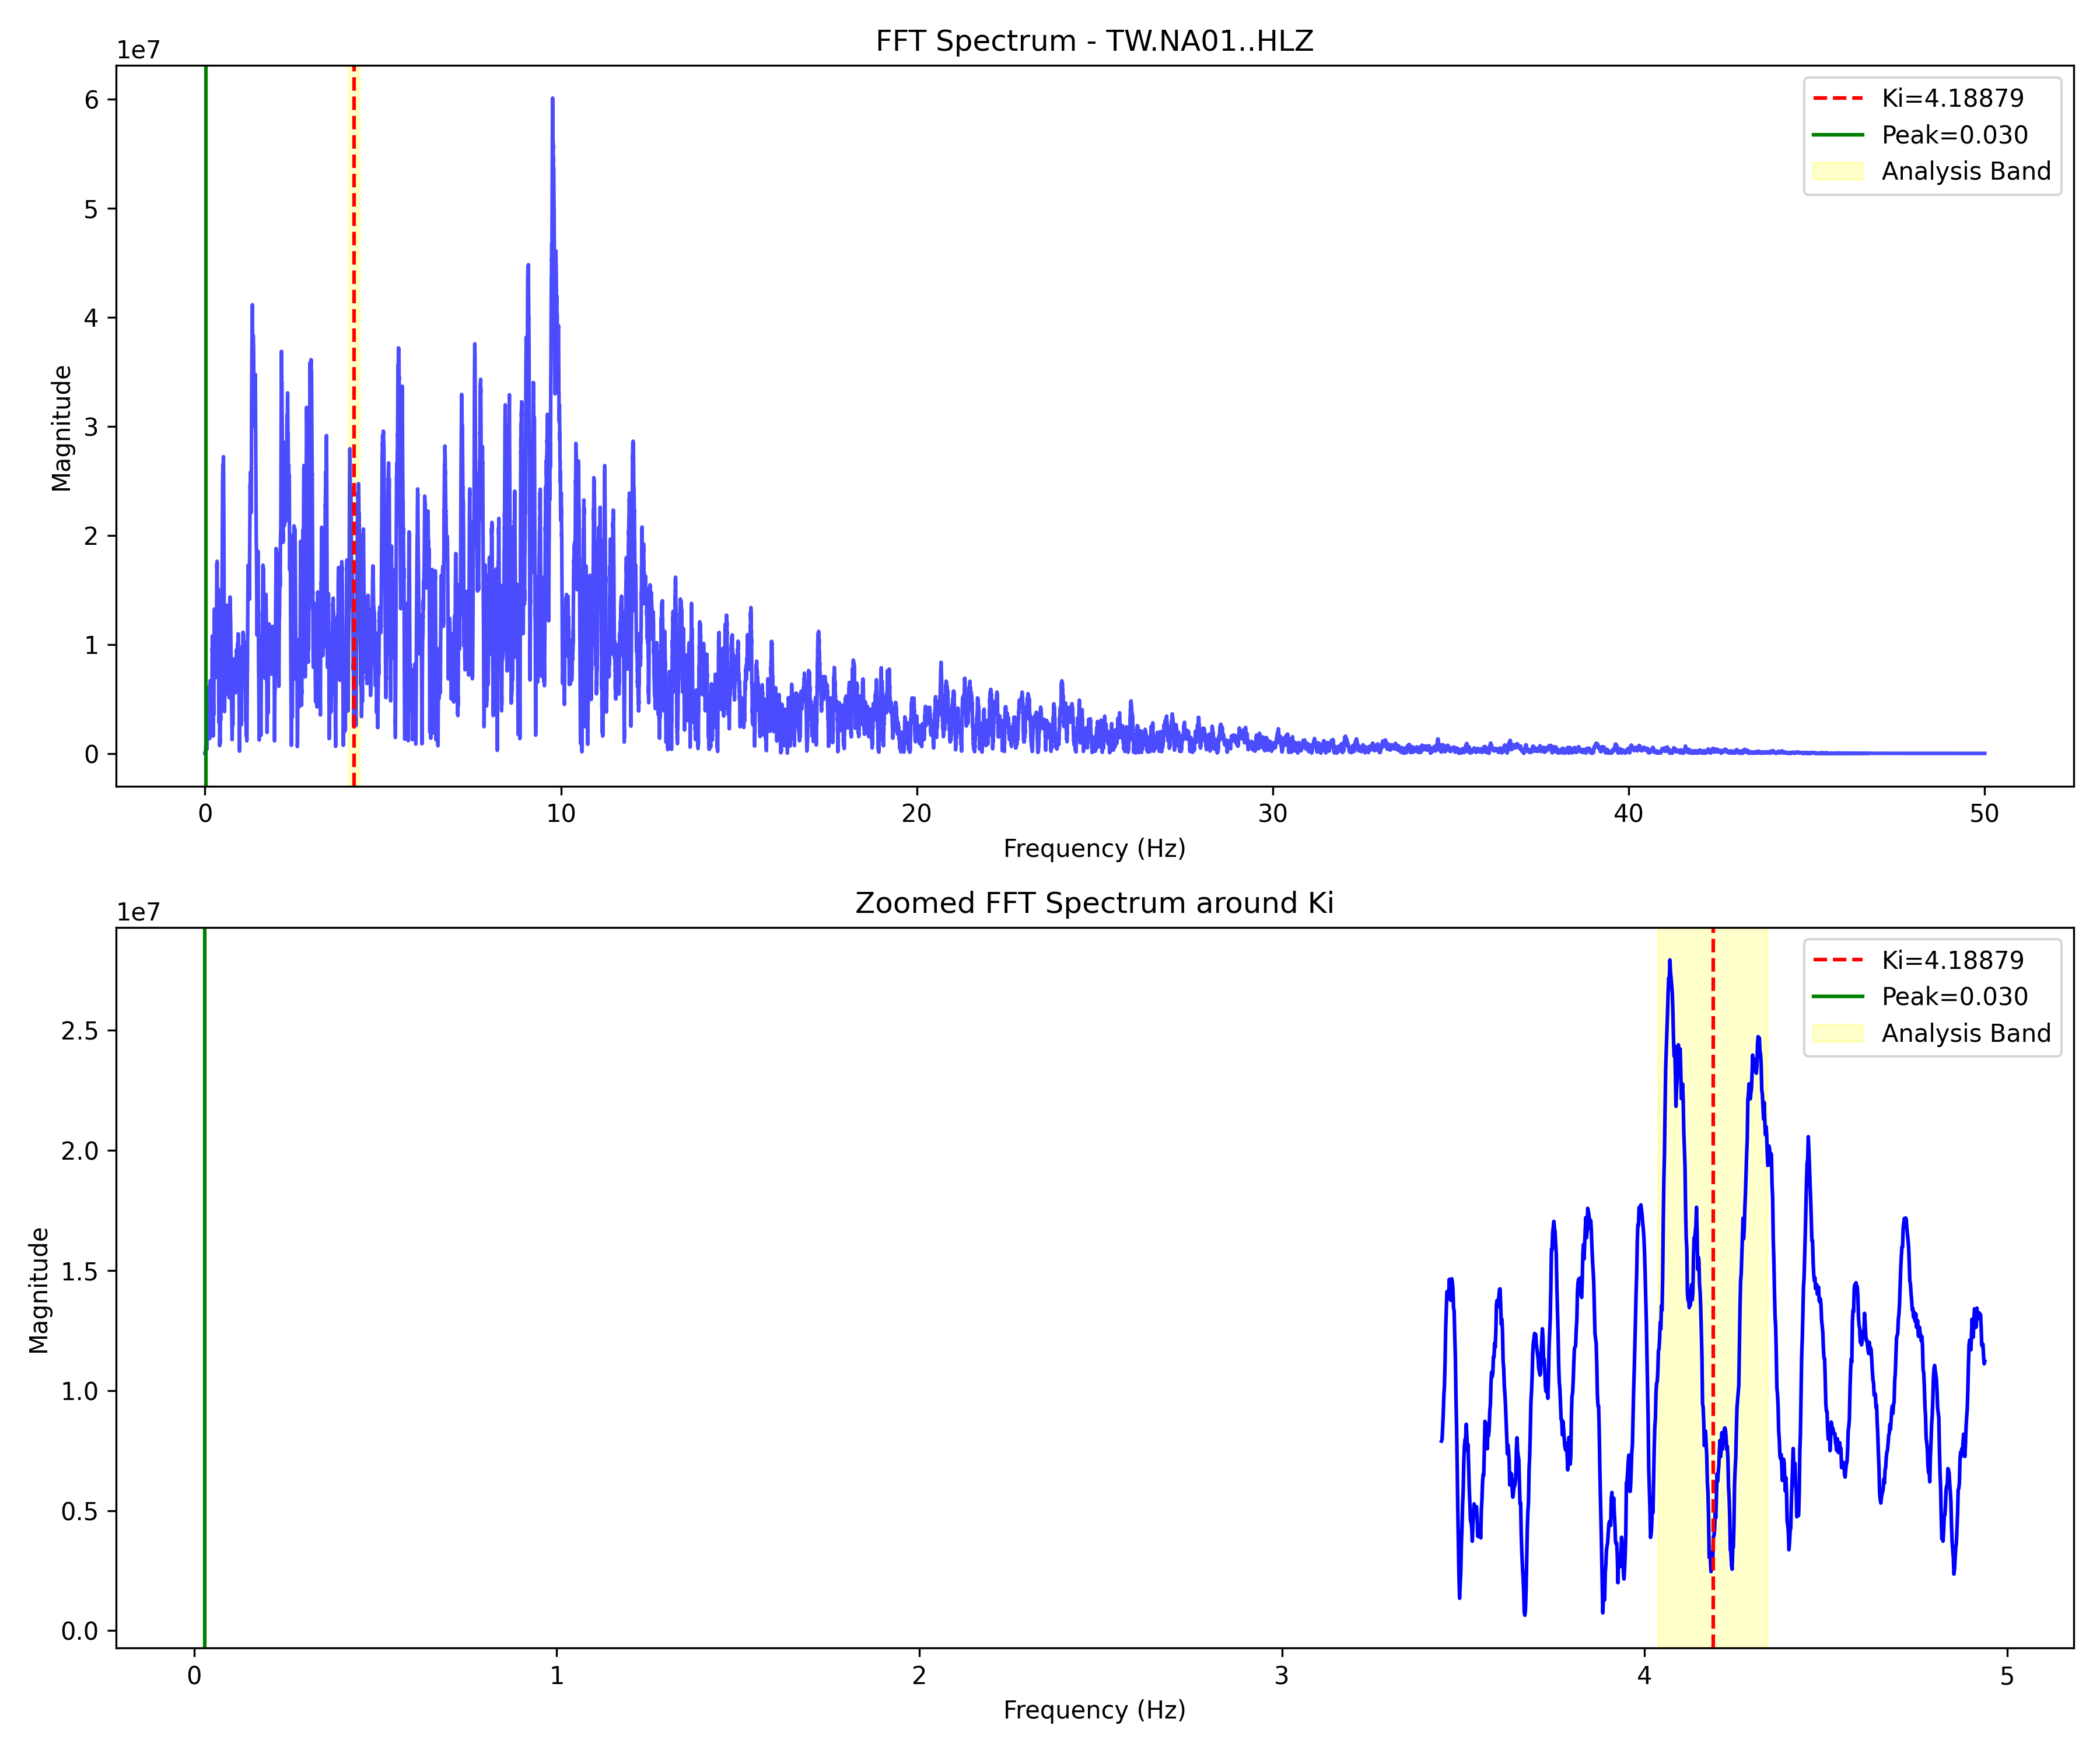 FFT Spectrum - TW.NA01..HLZ
1e7
6
5
4
3
2
1
0
Magnitude
Ki=4.18879
Peak=0.030
Analysis Band
0 10 20 30 40 50
Frequency (Hz)
Zoomed FFT Spectrum around Ki
1e7
2.5
2.0
1.5
1.0
0.5
0.0
Magnitude
Ki=4.18879
Peak=0.030
Analysis Band
0 1 2 3 4 5
Frequency (Hz)